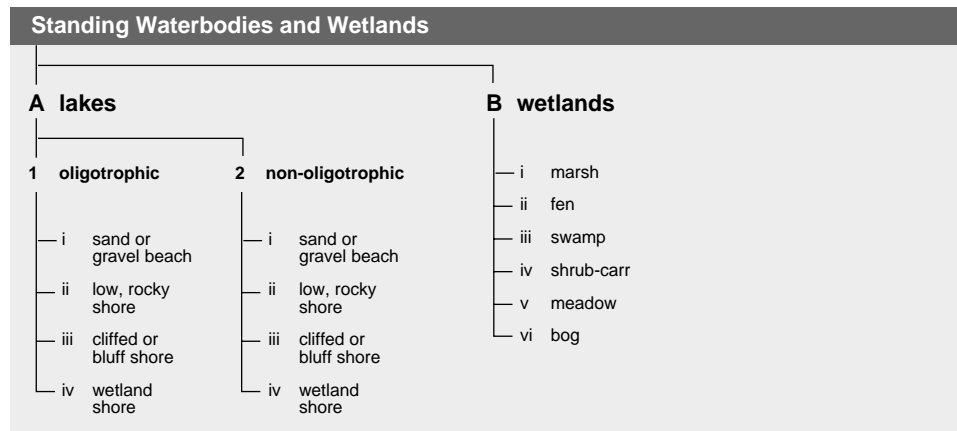 Standing Waterbodies and Wetlands
A lakes
B wetlands
1 oligotrophic
2 non-oligotrophic
i sand or
gravel beach
ii low, rocky
shore
iii cliffed or
bluff shore
iv wetland
shore
i sand or
gravel beach
ii low, rocky
shore
iii cliffed or
bluff shore
iv wetland
shore
i marsh
ii fen
iii swamp
iv shrub-carr
v meadow
vi bog